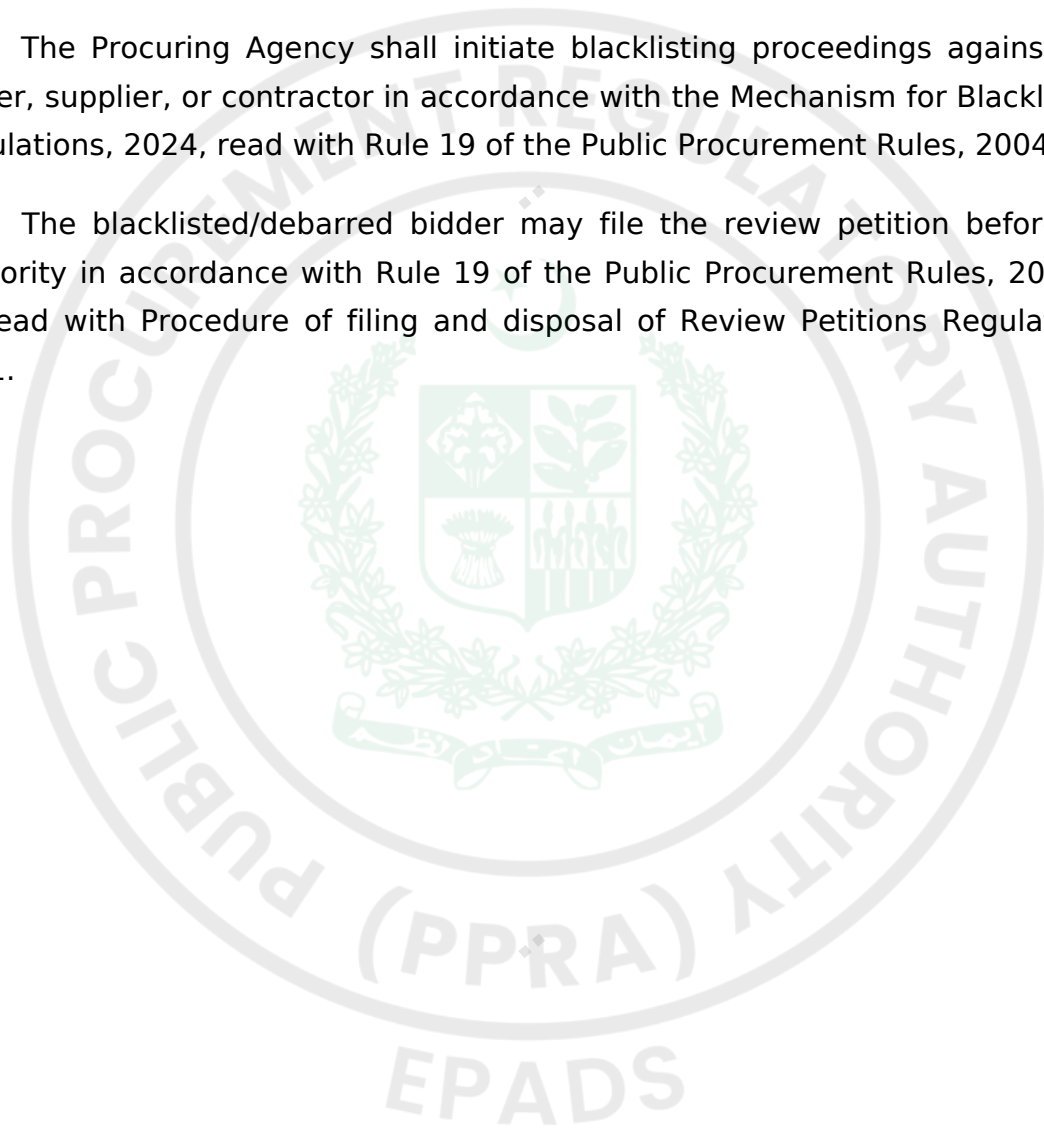 The Procuring Agency shall initiate blacklisting proceedings agains
er, supplier, or contractor in accordance with the Mechanism for Blackl
ulations, 2024, read with Rule 19 of the Public Procurement Rules, 2004
The blacklisted/debarred bidder may file the review petition befor
ority in accordance with Rule 19 of the Public Procurement Rules, 20
ead with Procedure of filing and disposal of Review Petitions Regula
.
PUBLIC PROCUREMENT REGULATORY AUTHORITY
(PPRA)
EPADS